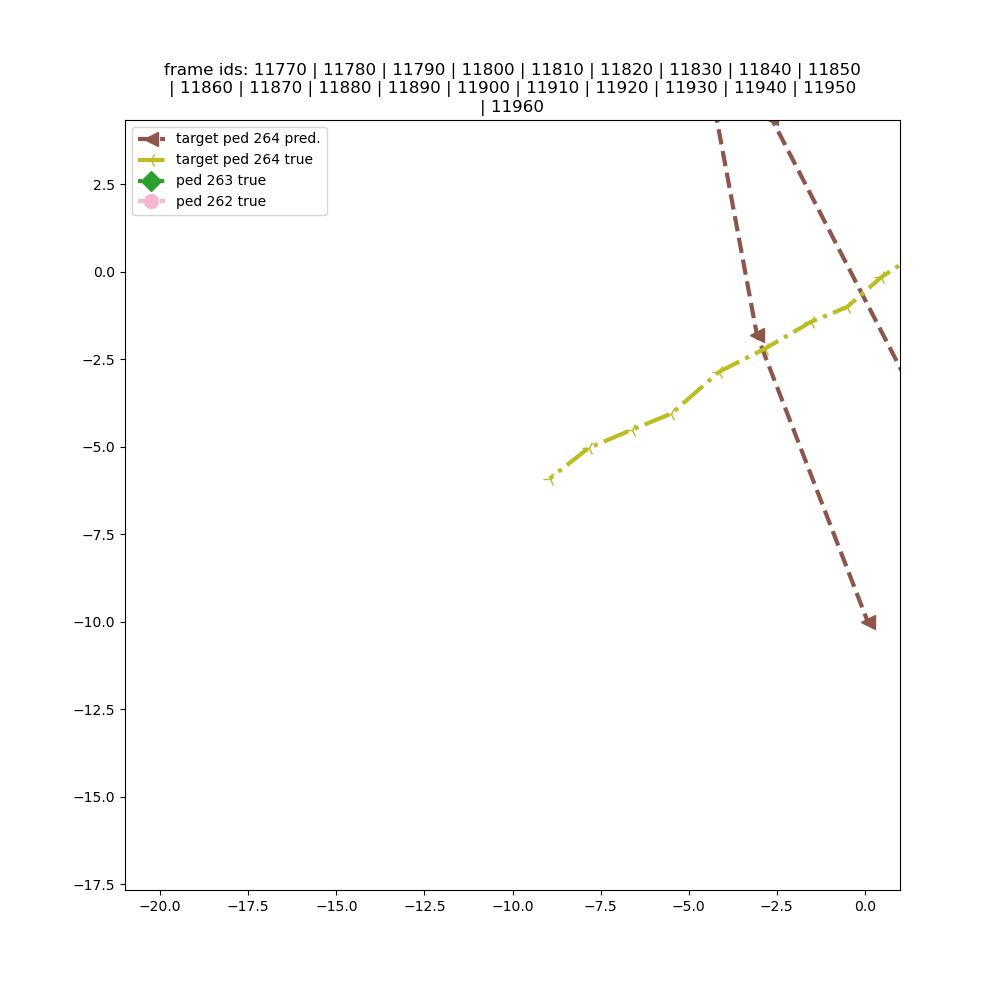 frame ids: 11770 | 11780 | 11790 | 11800 | 11810 | 11820 | 11830 | 11840 | 11850
| 11860 | 11870 | 11880 | 11890 | 11900 | 11910 | 11920 | 11930 | 11940 | 11950
| 11960
target ped 264 pred.
target ped 264 true
ped 263 true
ped 262 true
2.5
0.0
−2.5
−5.0
−7.5
−10.0
−12.5
−15.0
−17.5
−20.0 −17.5 −15.0 −12.5 −10.0 −7.5 −5.0 −2.5 0.0